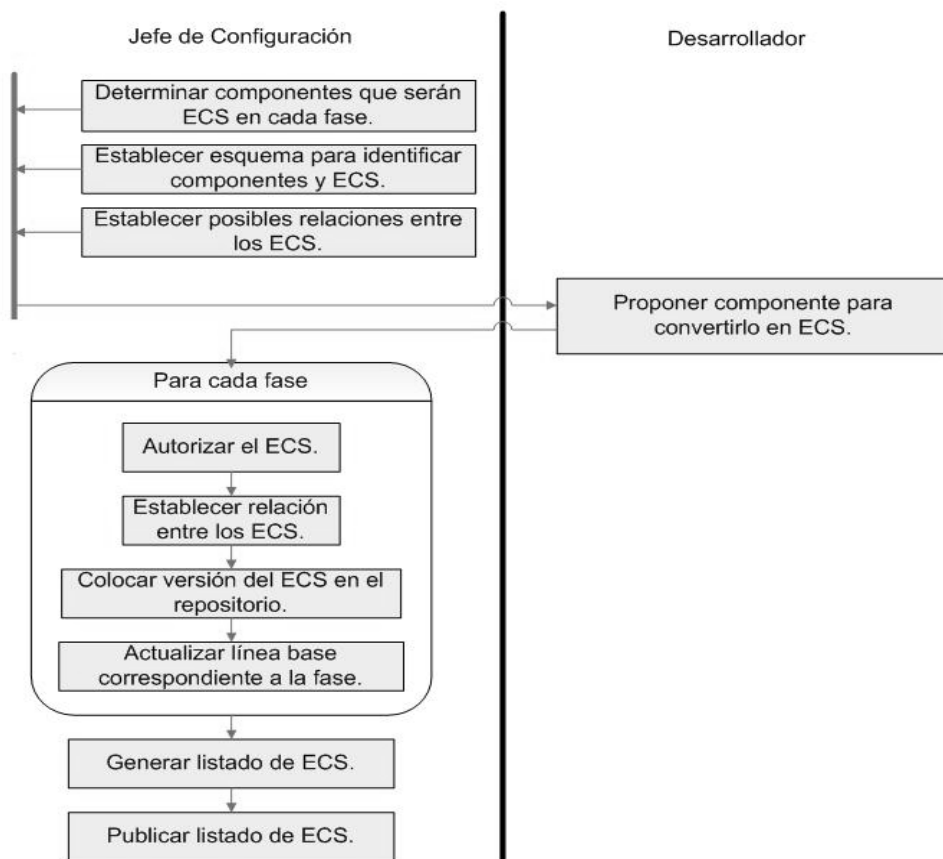 Jefe de Configuración
Desarrollador
Determinar componentes que serán
ECS en cada fase.
Establecer esquema para identificar
componentes y ECS.
Establecer posibles relaciones entre
los ECS.
Proponer componente para
convertirlo en ECS.
Para cada fase
Autorizar el ECS.
Establecer relación
entre los ECS.
Colocar versión del ECS en el
repositorio.
Actualizar línea base
correspondiente a la fase.
Generar listado de ECS.
Publicar listado de ECS.